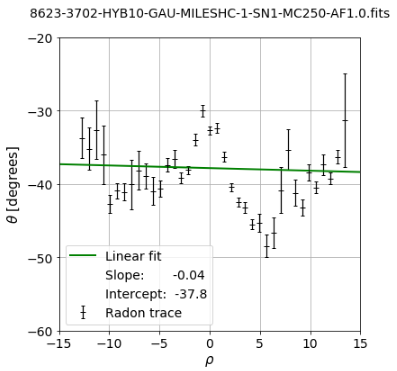 8623-3702-HYB10-GAU-MILESHC-1-SN1-MC250-AF1.0.fits
−20
−30
−40
−50
−60
θ [degrees]
Linear fit
Slope: -0.04
Intercept: -37.8
Radon trace
−15 −10 −5 0 5 10 15
ρ